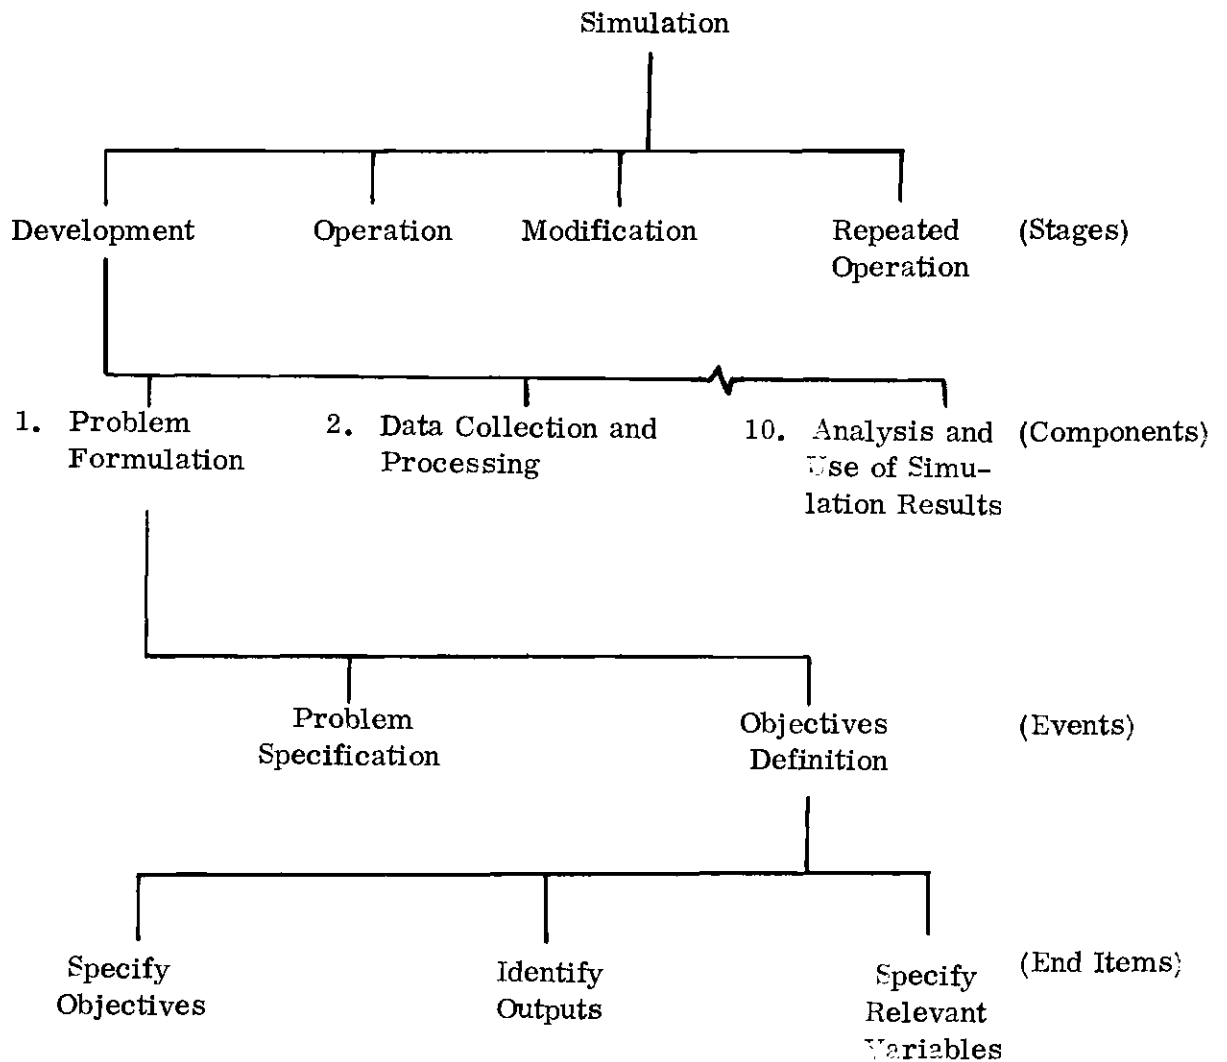 Simulation
Development Operation Modification Repeated Operation (Stages)
1. Problem Formulation 2. Data Collection and Processing 10. Analysis and Use of Simu- lation Results (Components)
Problem Specification Objectives Definition (Events)
Specify Objectives Identify Outputs Specify Relevant Variables (End Items)